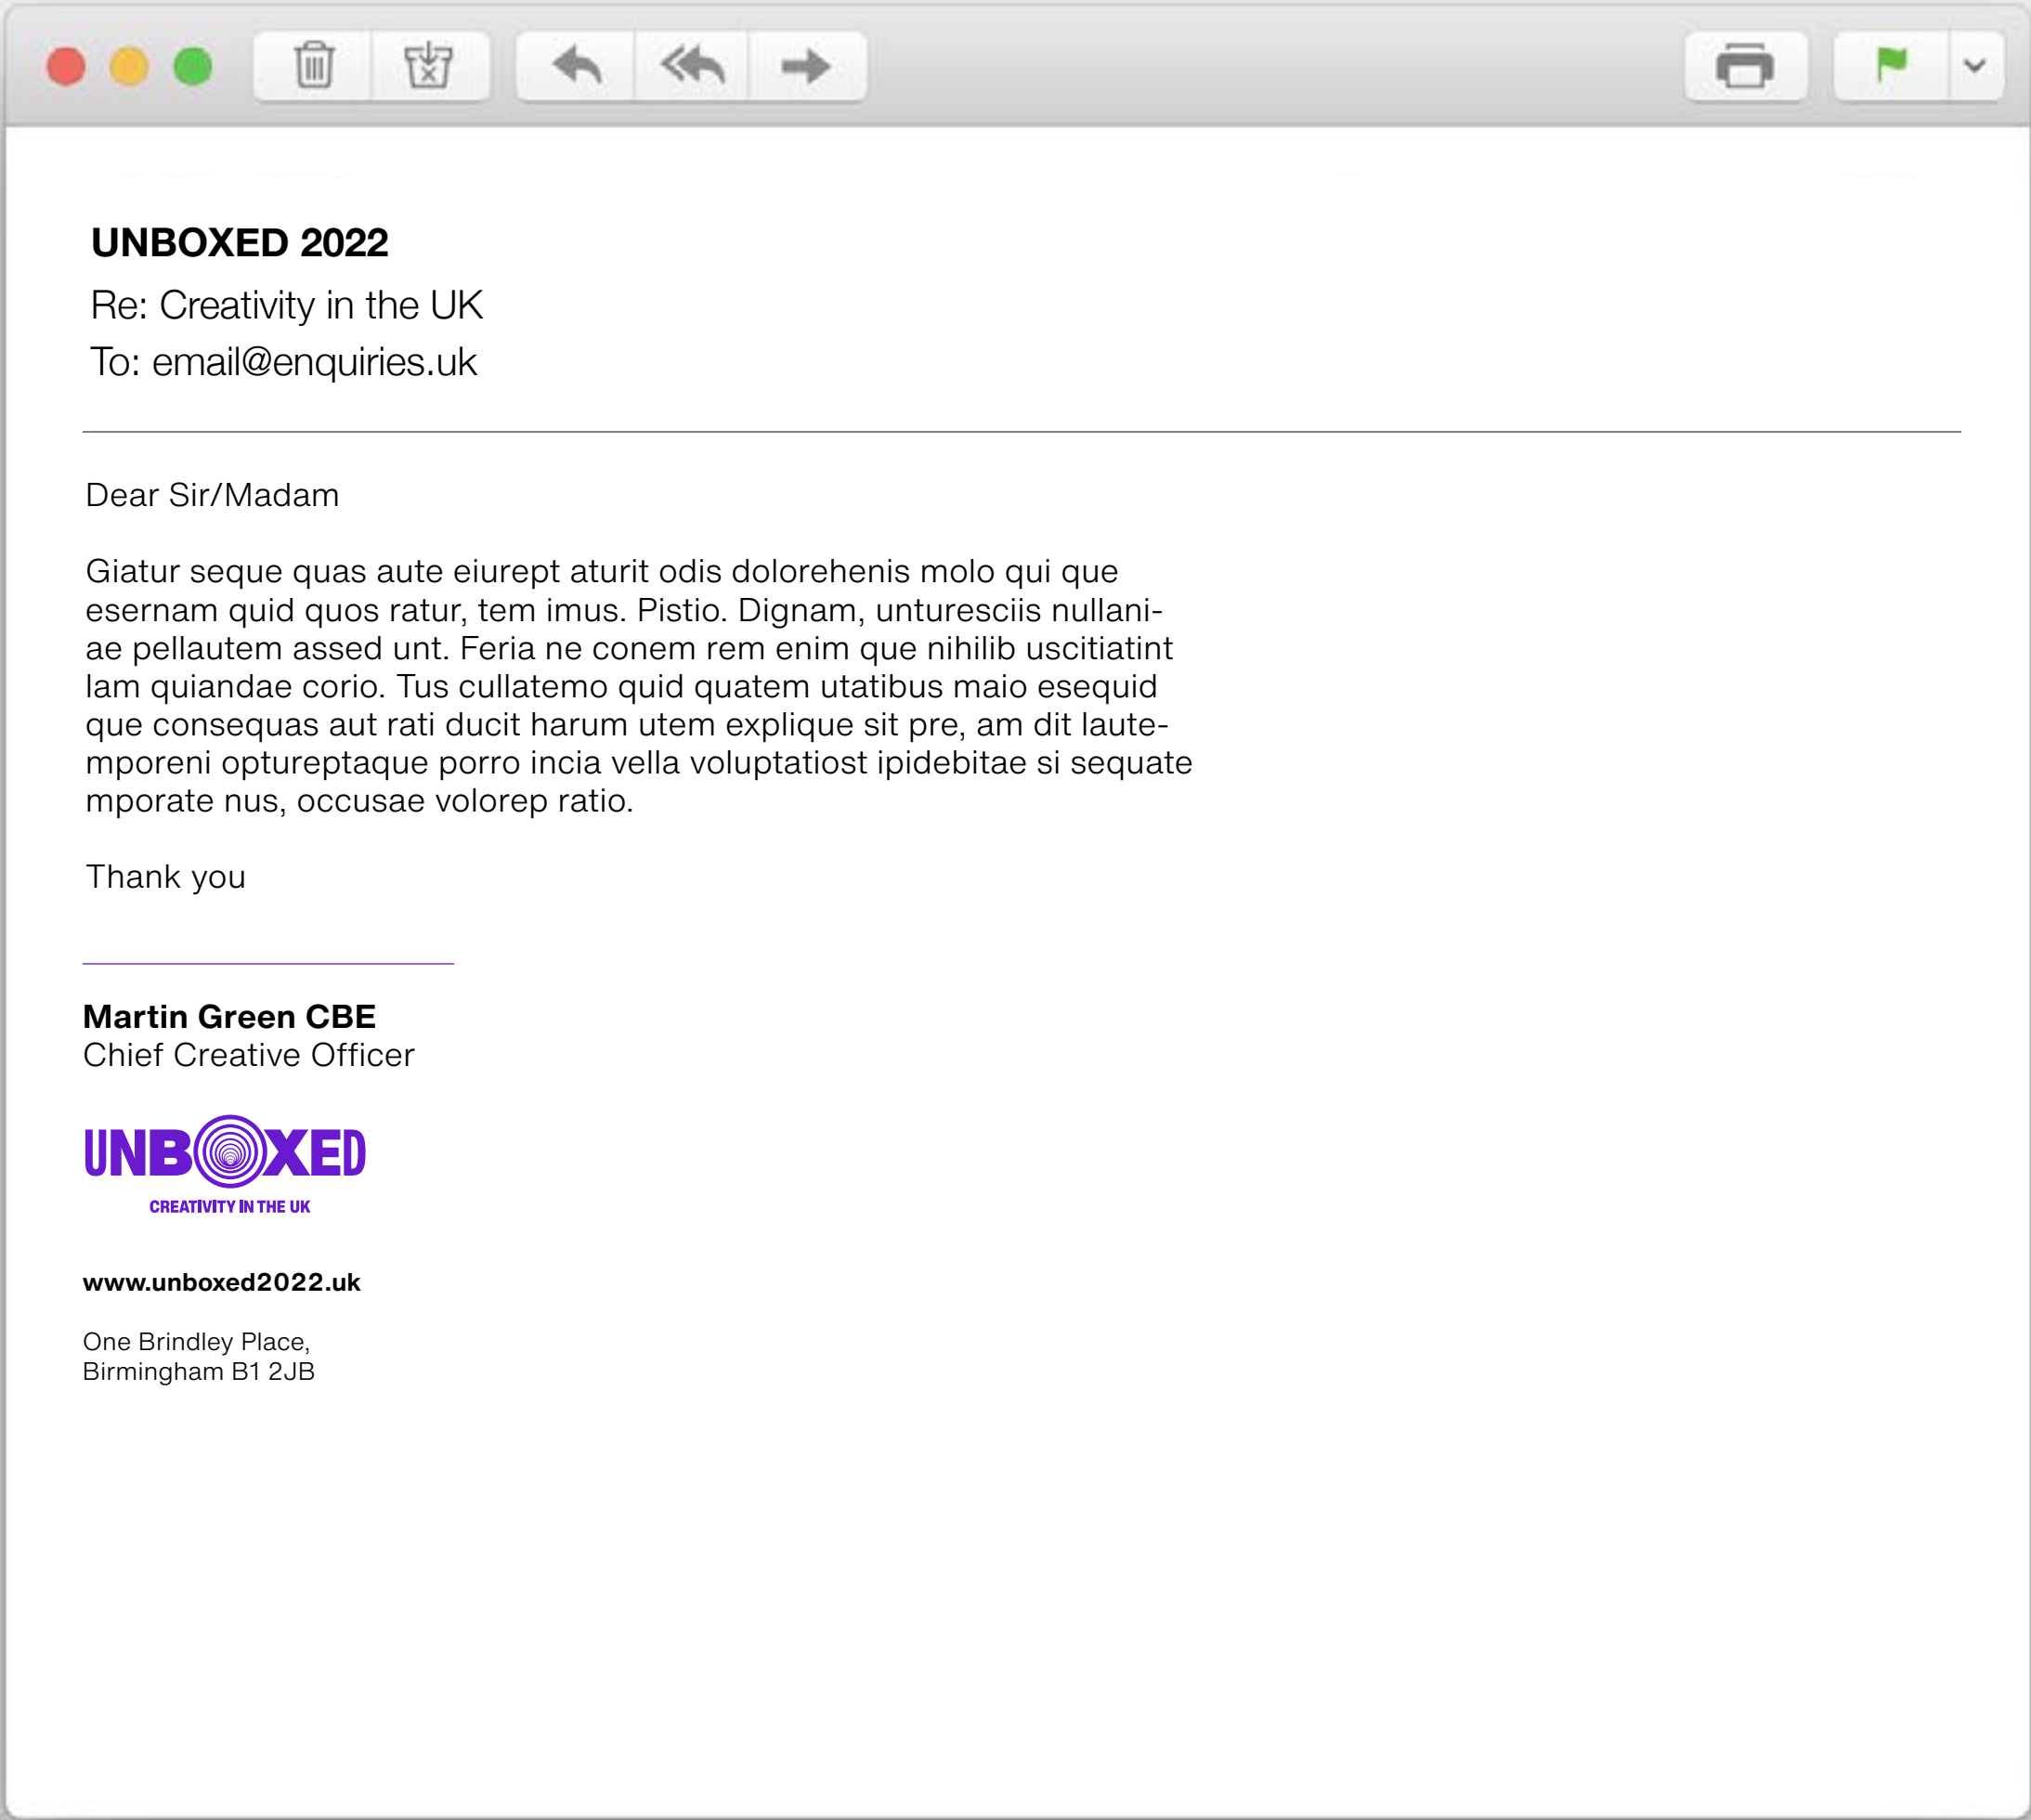 UNBOXED 2022
Re: Creativity in the UK
To: email@enquiries.uk
Dear Sir/Madam
Giatur seque quas aute eiurept aturit odis dolorehenis molo qui que
esernam quid quos ratur, tem imus. Pistio. Dignam, unturesciis nullani-
ae pellautem assed unt. Feria ne conem rem enim que nihilib uscitiatint
lam quiandae corio. Tus cullatemo quid quatem utatibus maio esequid
que consequas aut rati ducit harum utem explique sit pre, am dit laute-
mporeni optureptaque porro incia vella voluptatiost ipidebitae si sequate
mporate nus, occusae volorep ratio.
Thank you
Martin Green CBE
Chief Creative Officer
UNBOXED
CREATIVITY IN THE UK
www.unboxed2022.uk
One Brindley Place,
Birmingham B1 2JB